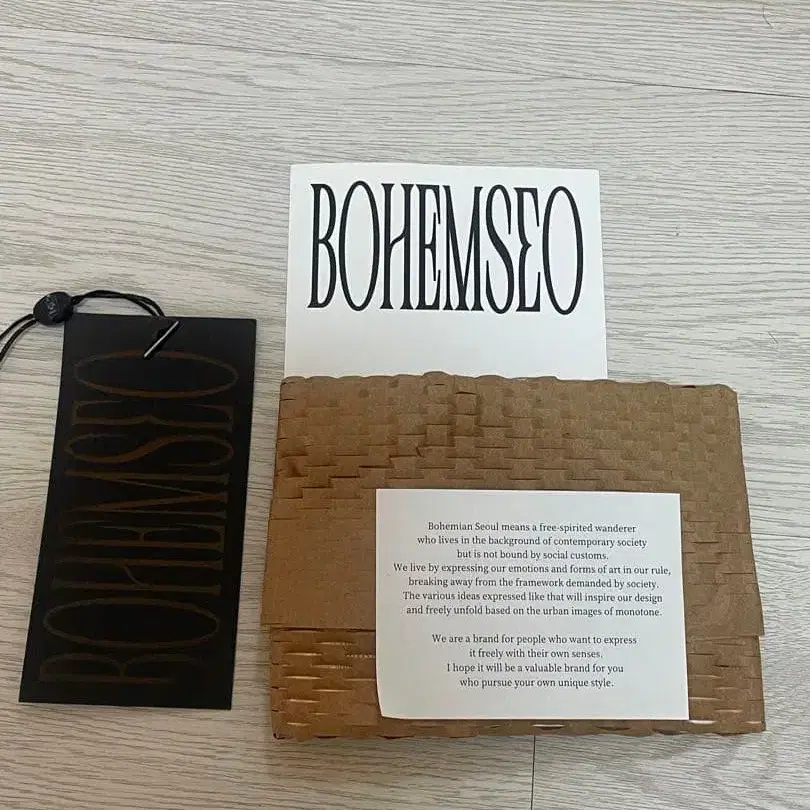 BOHEMSEO
BOHEMSEO
Bohemian Seoul means a free-spirited wanderer
who lives in the background of contemporary society
but is not bound by social customs.
We live by expressing our emotions and forms of art in our rule,
breaking away from the framework demanded by society.
The various ideas expressed like that will inspire our design
and freely unfold based on the urban images of monotone.
We are a brand for people who want to express
it freely with their own senses.
I hope it will be a valuable brand for you
who pursue your own unique style.